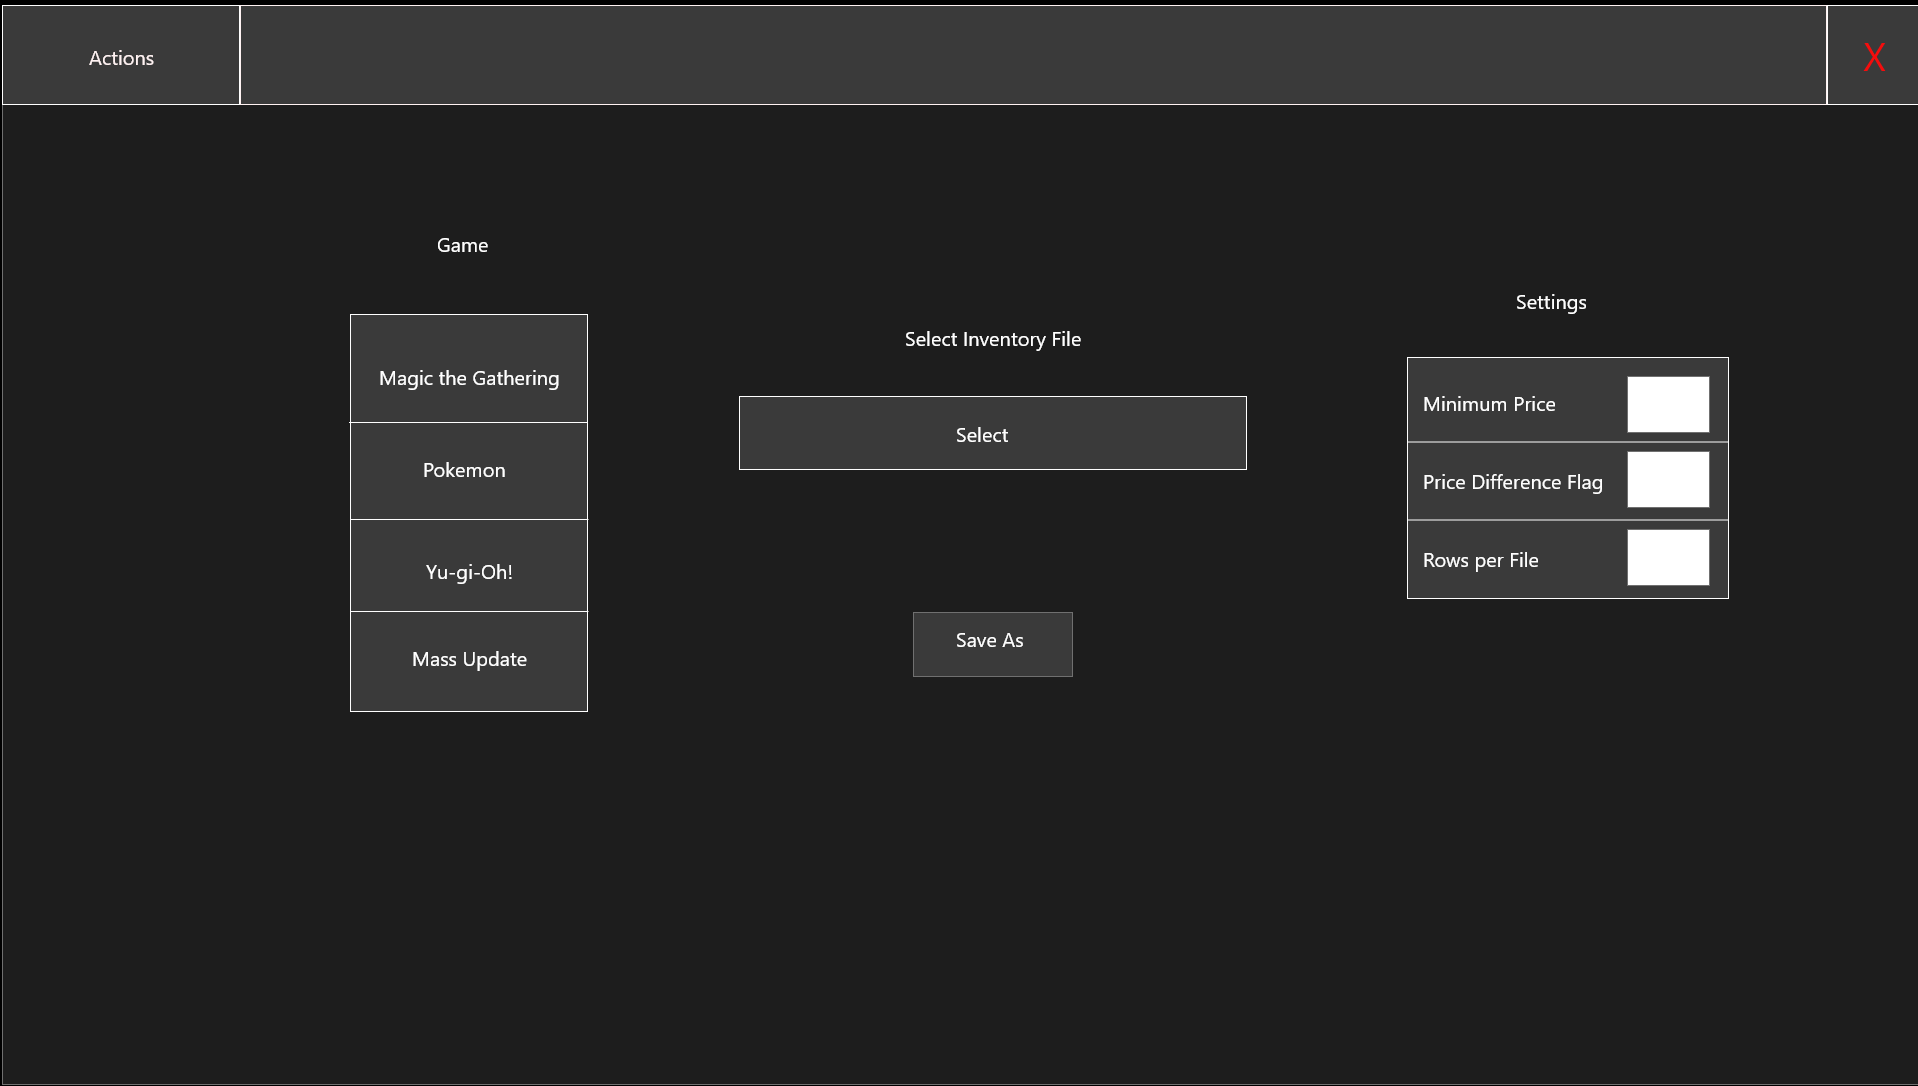 Actions
X
Game
Magic the Gathering
Pokemon
Yu-gi-Oh!
Mass Update
Select Inventory File
Select
Save As
Settings
Minimum Price
Price Difference Flag
Rows per File